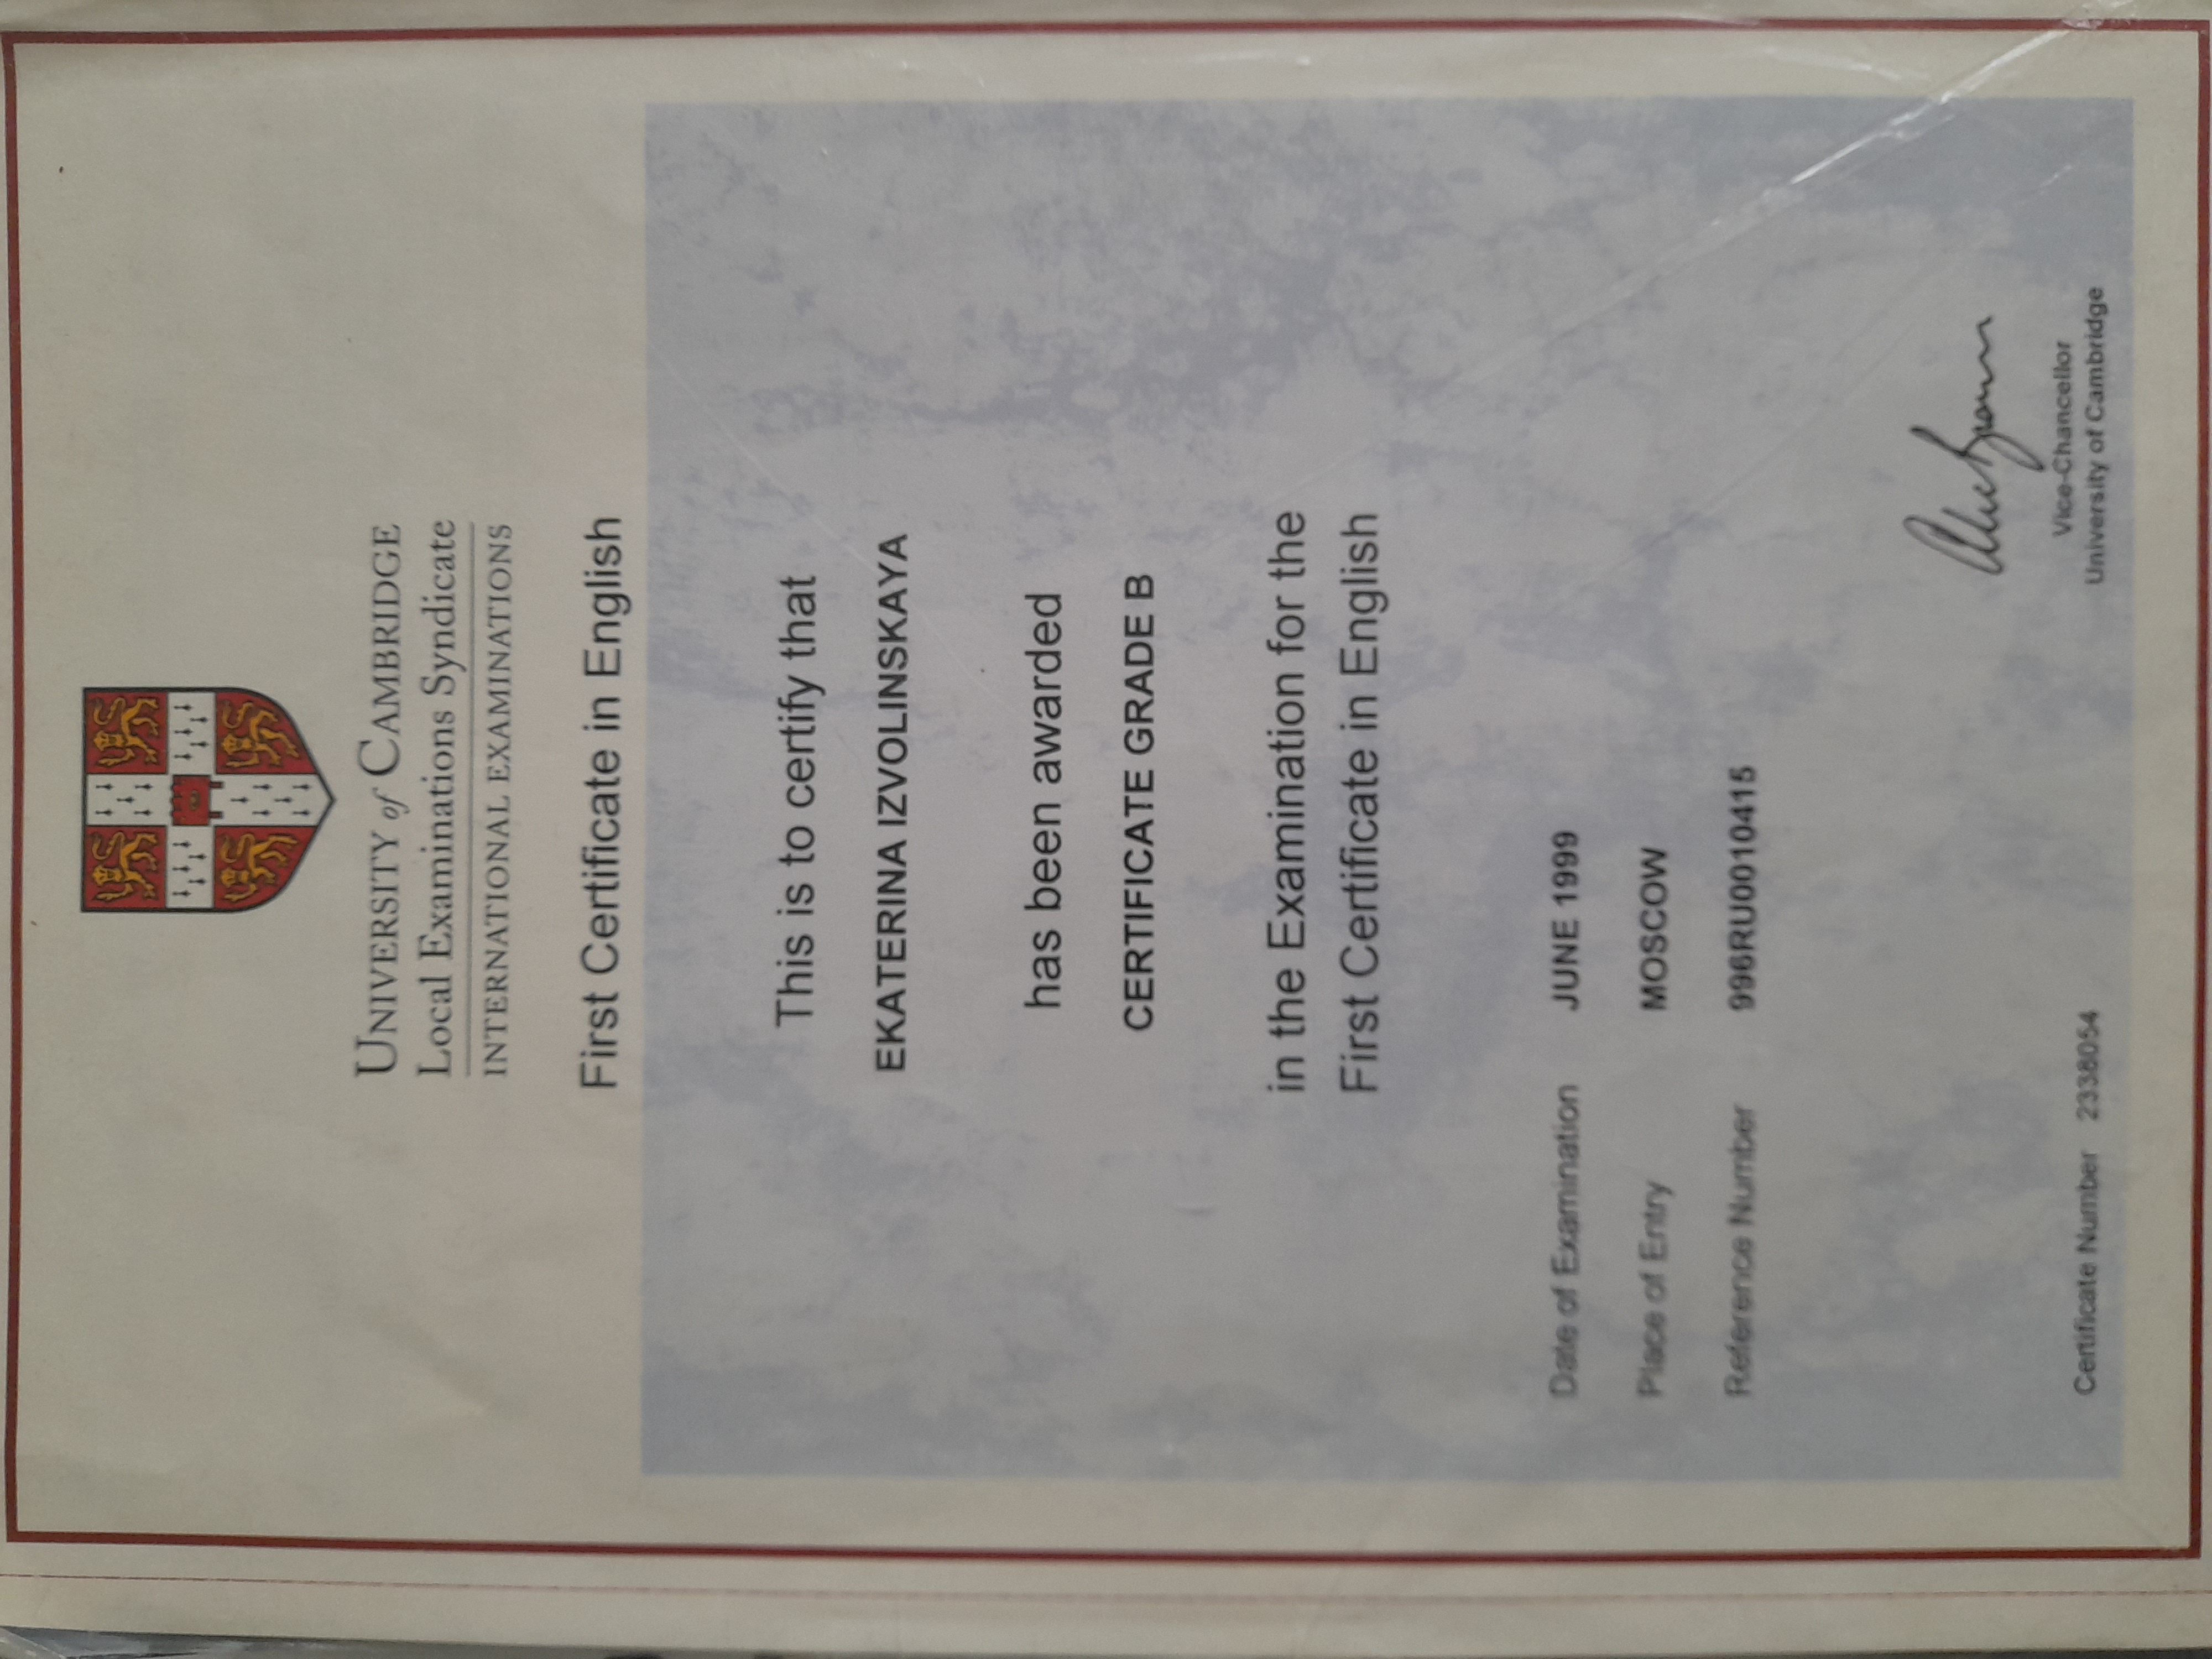 UNIVERSITY of CAMBRIDGE
Local Examinations Syndicate
INTERNATIONAL EXAMINATIONS
First Certificate in English
This is to certify that
EKATERINA IZVOLINSKAYA
has been awarded
CERTIFICATE GRADE B
in the Examination for the
First Certificate in English
Date of Examination JUNE 1999
Place of Entry MOSCOW
Reference Number 996RU0010415
Vice-Chancellor
University of Cambridge
Certificate Number 2338054